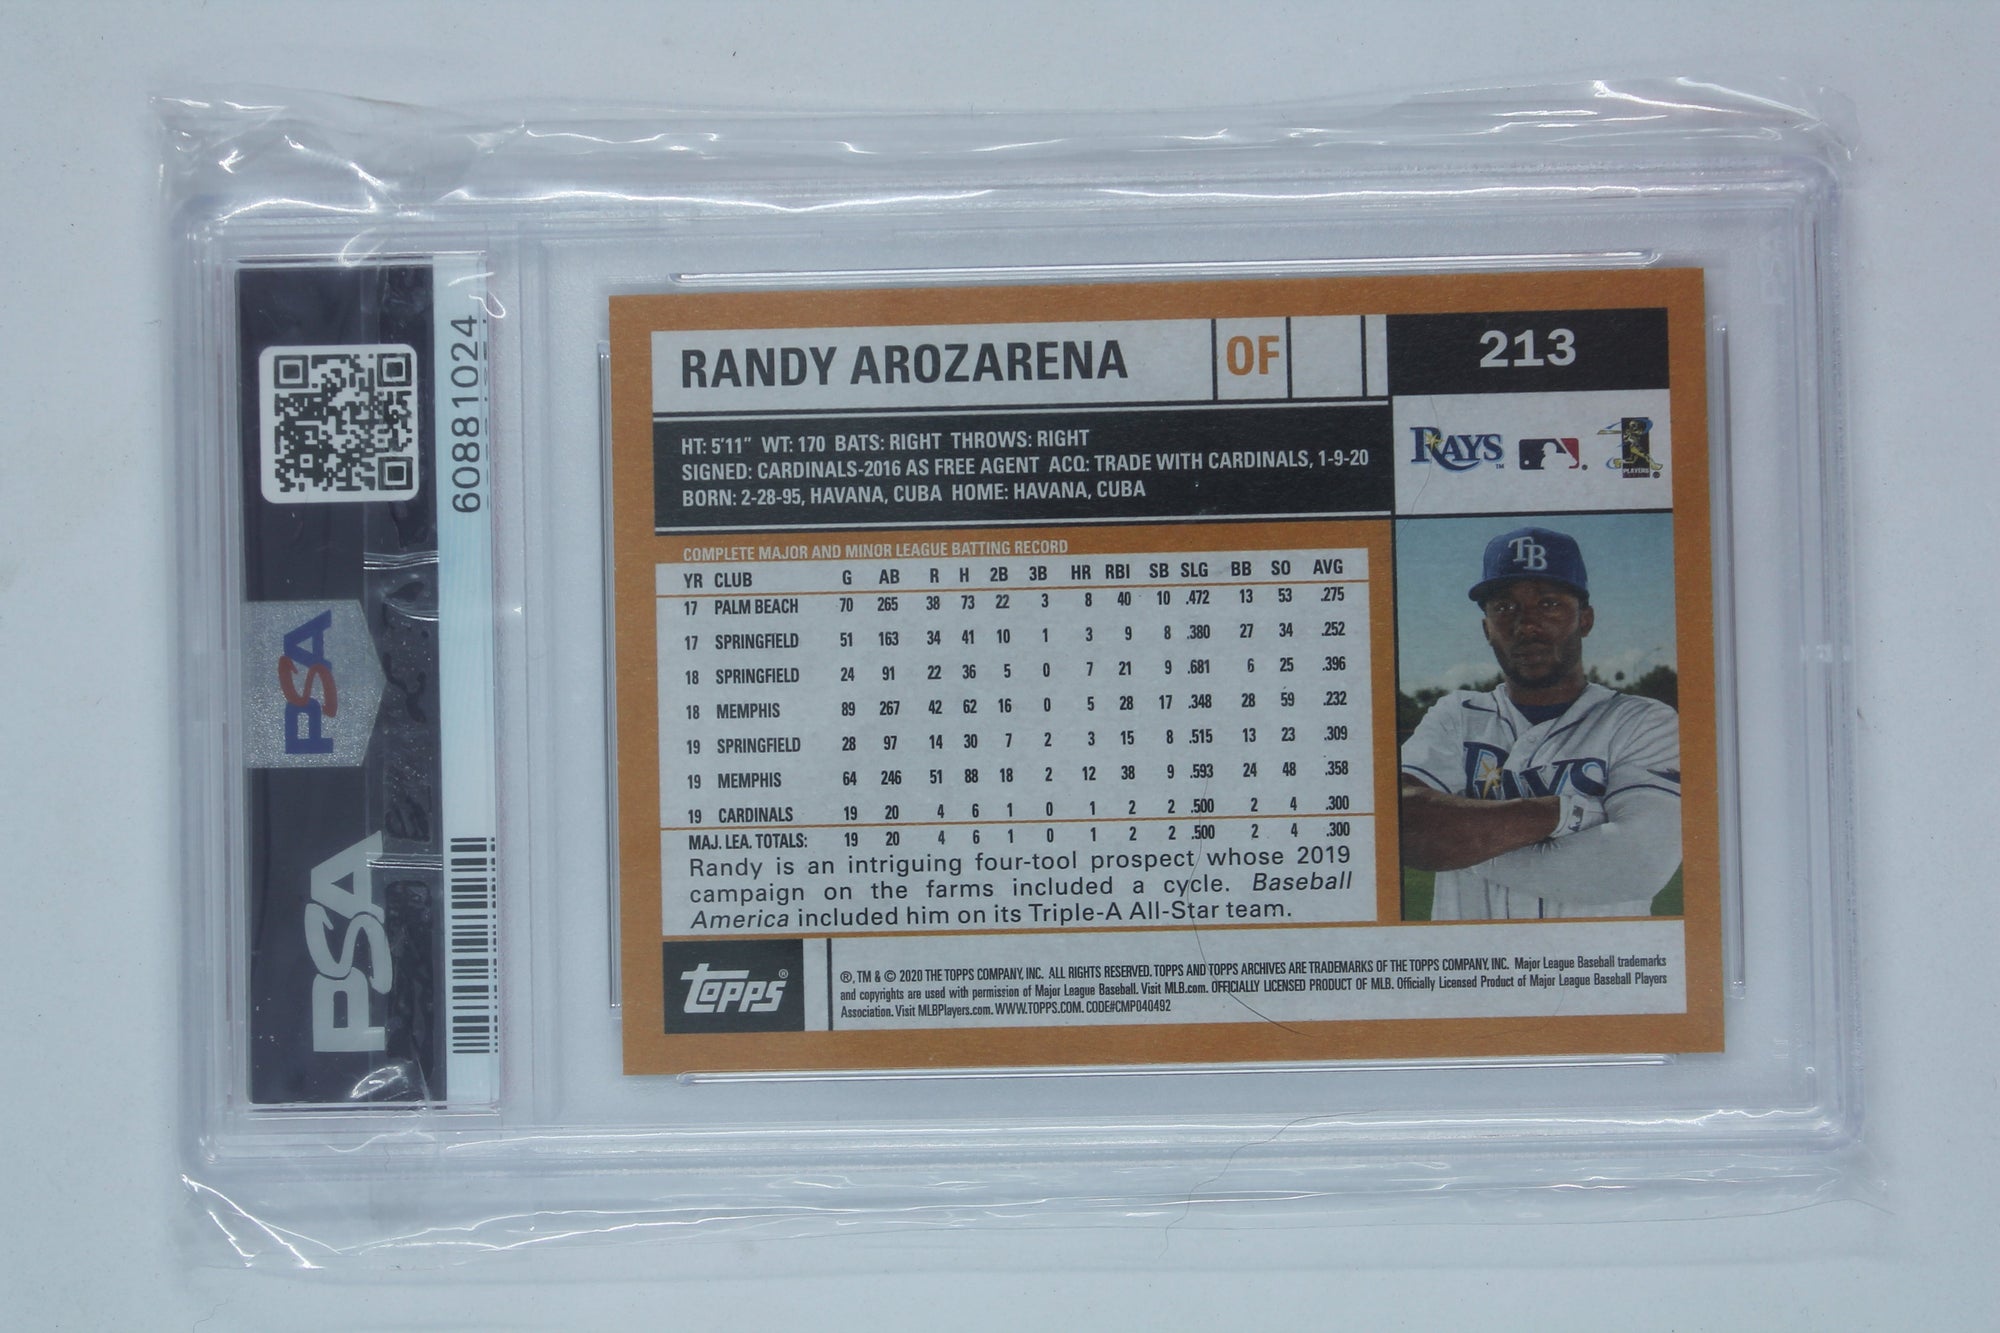 60881024
PSA
PSA
RANDY AROZARENA OF 213
HT: 5'11" WT: 170 BATS: RIGHT THROWS: RIGHT
SIGNED: CARDINALS-2016 AS FREE AGENT ACQ: TRADE WITH CARDINALS, 1-9-20
BORN: 2-28-95, HAVANA, CUBA HOME: HAVANA, CUBA
RAYS™
PLAYERS
COMPLETE MAJOR AND MINOR LEAGUE BATTING RECORD
YR CLUB G AB R H 2B 3B HR RBI SB SLG BB SO AVG
17 PALM BEACH 70 265 38 73 22 3 8 40 10 .472 13 53 .275
17 SPRINGFIELD 51 163 34 41 10 1 3 9 8 .380 27 34 .252
18 SPRINGFIELD 24 91 22 36 5 0 7 21 9 .681 6 25 .396
18 MEMPHIS 89 267 42 62 16 0 5 28 17 .348 28 59 .232
19 SPRINGFIELD 28 97 14 30 7 2 3 15 8 .515 13 23 .309
19 MEMPHIS 64 246 51 88 18 2 12 38 9 .593 24 48 .358
19 CARDINALS 19 20 4 6 1 0 1 2 2 .500 2 4 .300
MAJ. LEA. TOTALS: 19 20 4 6 1 0 1 2 2 .500 2 4 .300
Randy is an intriguing four-tool prospect whose 2019
campaign on the farms included a cycle. Baseball
America included him on its Triple-A All-Star team.
TB
RAYS
topps®
®, TM & © 2020 THE TOPPS COMPANY, INC. ALL RIGHTS RESERVED. TOPPS AND TOPPS ARCHIVES ARE TRADEMARKS OF THE TOPPS COMPANY, INC. Major League Baseball trademarks
and copyrights are used with permission of Major League Baseball. Visit MLB.com. OFFICIALLY LICENSED PRODUCT OF MLB. Officially Licensed Product of Major League Baseball Players
Association. Visit MLBPlayers.com. WWW.TOPPS.COM. CODE#CMP040492